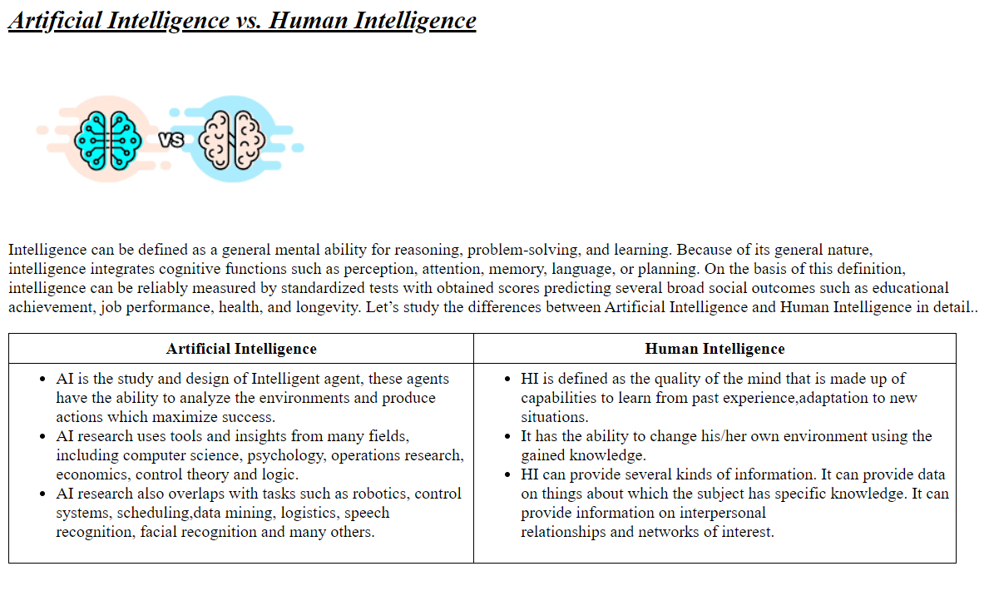 Artificial Intelligence vs. Human Intelligence
VS
Intelligence can be defined as a general mental ability for reasoning, problem-solving, and learning. Because of its general nature,
intelligence integrates cognitive functions such as perception, attention, memory, language, or planning. On the basis of this definition,
intelligence can be reliably measured by standardized tests with obtained scores predicting several broad social outcomes such as educational
achievement, job performance, health, and longevity. Let’s study the differences between Artificial Intelligence and Human Intelligence in detail..
Artificial Intelligence
• AI is the study and design of Intelligent agent, these agents
have the ability to analyze the environments and produce
actions which maximize success.
• AI research uses tools and insights from many fields,
including computer science, psychology, operations research,
economics, control theory and logic.
• AI research also overlaps with tasks such as robotics, control
systems, scheduling,data mining, logistics, speech
recognition, facial recognition and many others.
Human Intelligence
• HI is defined as the quality of the mind that is made up of
capabilities to learn from past experience,adaptation to new
situations.
• It has the ability to change his/her own environment using the
gained knowledge.
• HI can provide several kinds of information. It can provide data
on things about which the subject has specific knowledge. It can
provide information on interpersonal
relationships and networks of interest.